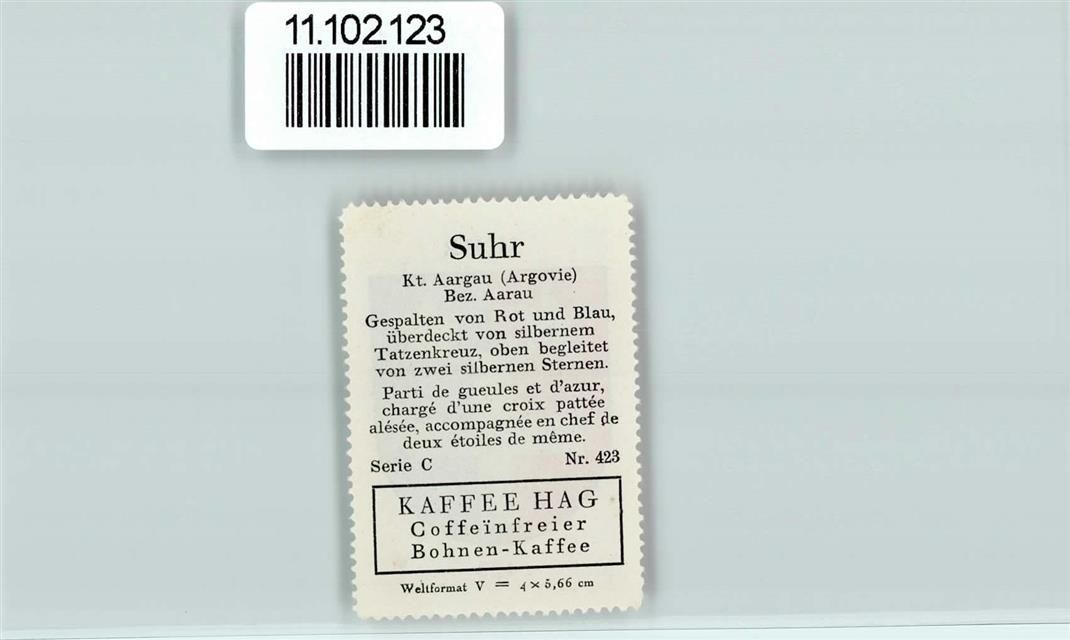 11.102.123
Suhr
Kt. Aargau (Argovie)
Bez. Aarau
Gespalten von Rot und Blau,
überdeckt von silbernem
Tatzenkreuz, oben begleitet
von zwei silbernen Sternen.
Parti de gueules et d'azur,
chargé d'une croix pattée
alésée, accompagnée en chef de
deux étoiles de même.
Serie C Nr. 423
KAFFEE HAG
Coffeïnfreier
Bohnen-Kaffee
Weltformat V = 4 × 5,66 cm